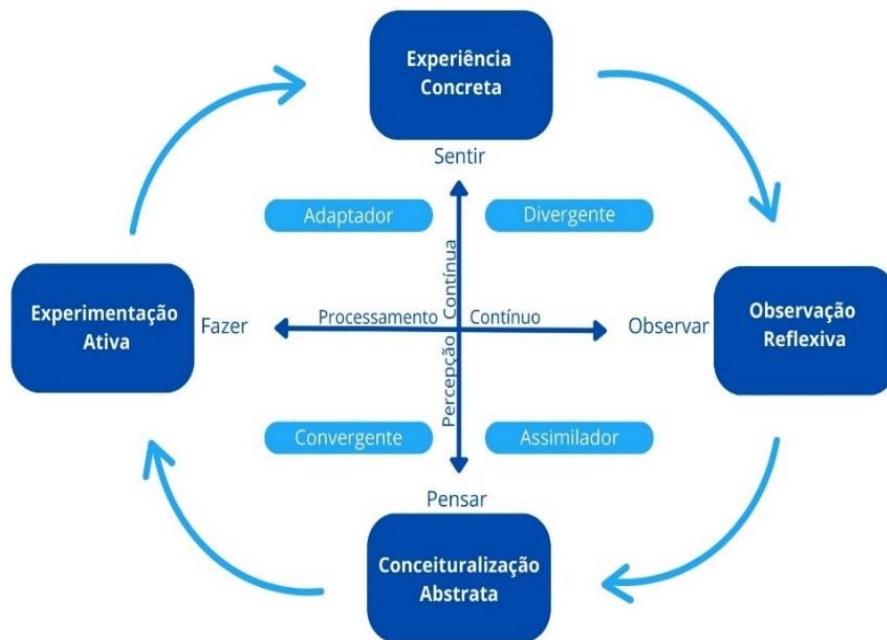 Experiência
Concreta
Sentir
Adaptador
Divergente
Percepção Contínua
Experimentação
Ativa
Fazer
Processamento Contínuo
Observar
Observação
Reflexiva
Convergente
Assimilador
Pensar
Conceituralização
Abstrata